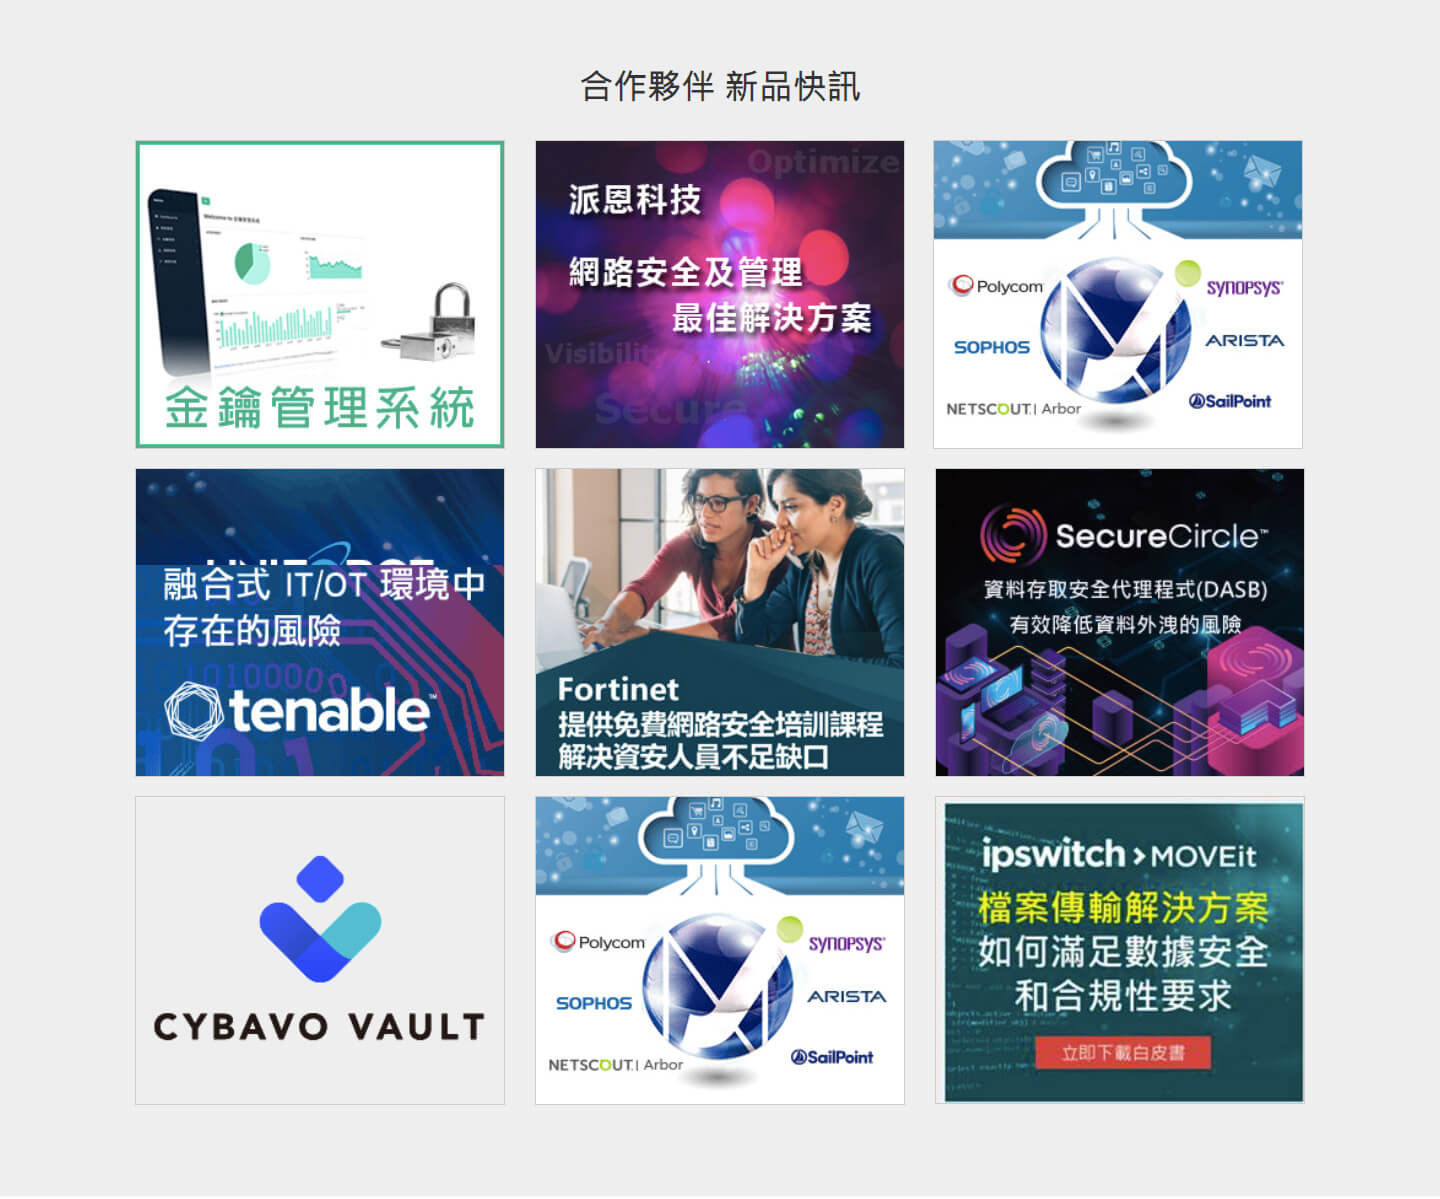 合作夥伴 新品快訊
金鑰管理系統
Optimize
派恩科技
網路安全及管理
最佳解決方案
Visibility
Secure
Polycom
SYNOPSYS
SOPHOS
ARISTA
NETSCOUT | Arbor
SailPoint
融合式 IT/OT 環境中
存在的風險
tenable™
Fortinet
提供免費網路安全培訓課程
解决資安人員不足缺口
SecureCircle™
資料存取安全代理程式(DASB)
有效降低資料外洩的風險
CYBAVO VAULT
Polycom
SYNOPSYS
SOPHOS
ARISTA
NETSCOUT | Arbor
SailPoint
ipswitch > MOVEit
檔案傳輸解決方案
如何滿足數據安全
和合規性要求
立即下載白皮書